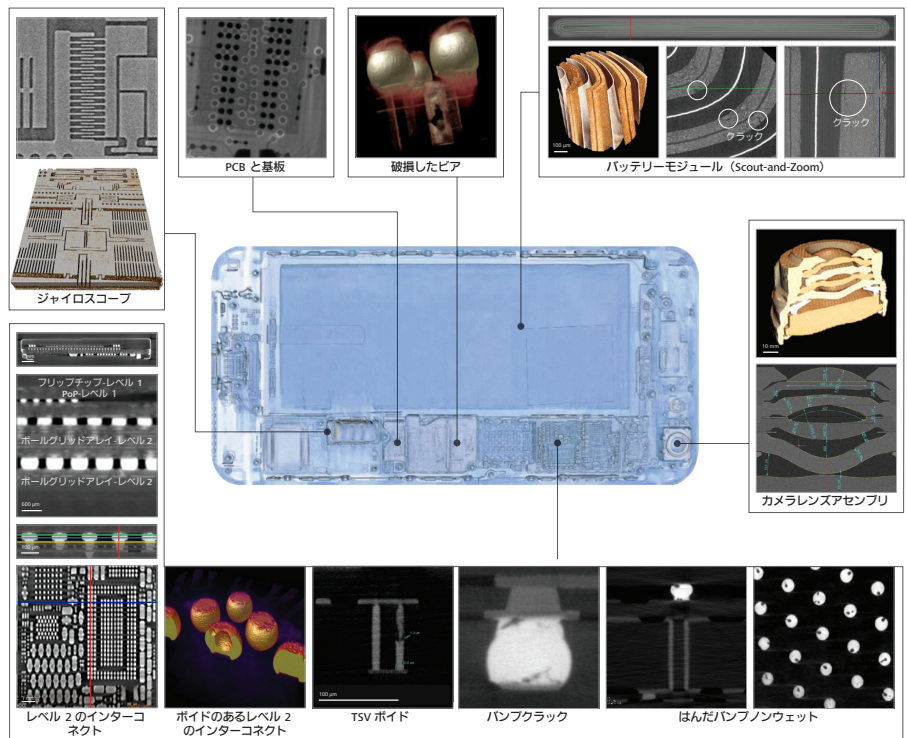 PCB と基板
破損したビア
クラック
クラック
100 µm
バッテリーモジュール（Scout-and-Zoom）
ジャイロスコープ
10 mm
カメラレンズアセンブリ
フリップチップ-レベル 1
PoP-レベル 1
ボールグリッドアレイ-レベル 2
ボールグリッドアレイ-レベル 2
600 µm
100 µm
レベル 2 のインターコ
ネクト
ボイドのあるレベル 2
のインターコネクト
100 µm
TSV ボイド
バンプクラック
はんだバンプノンウェット